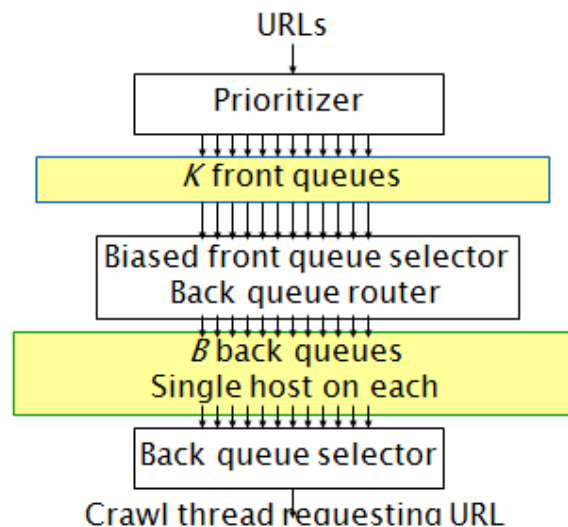 URLs
Prioritizer
K front queues
Biased front queue selector
Back queue router
B back queues
Single host on each
Back queue selector
Crawl thread requesting URL